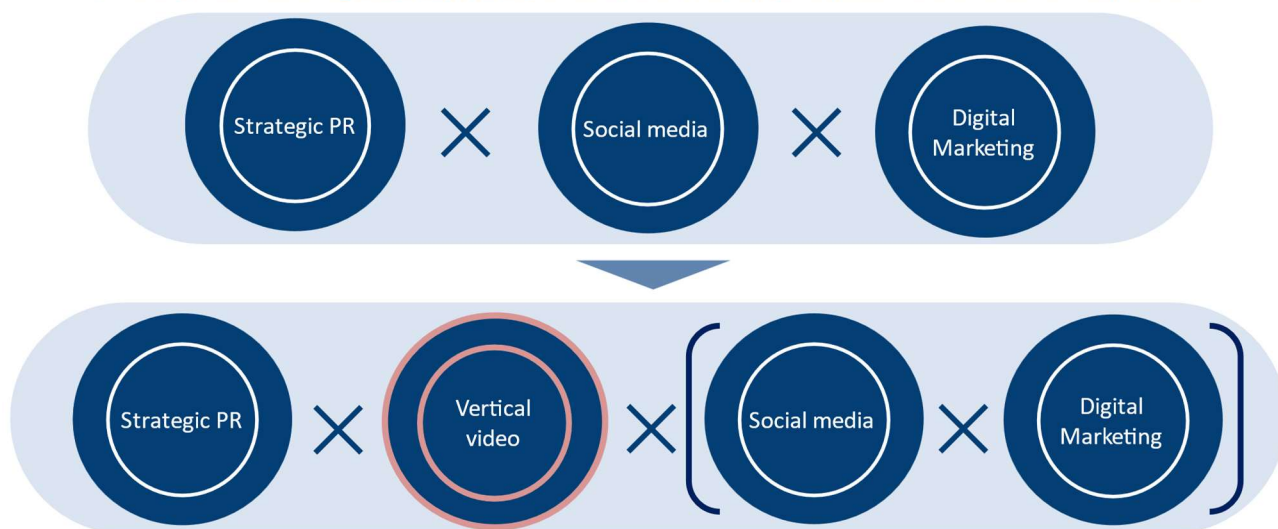 Strategic PR
Social media
Digital
Marketing
Strategic PR
Vertical
video
Social media
Digital
Marketing